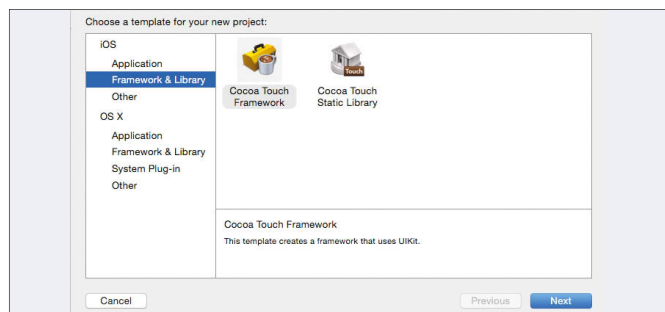 Choose a template for your new project:
iOS
Application
Framework & Library
Other
OS X
Application
Framework & Library
System Plug-in
Other
Cocoa Touch
Framework
Touch
Cocoa Touch
Static Library
Cocoa Touch Framework
This template creates a framework that uses UIKit.
Cancel
Previous
Next